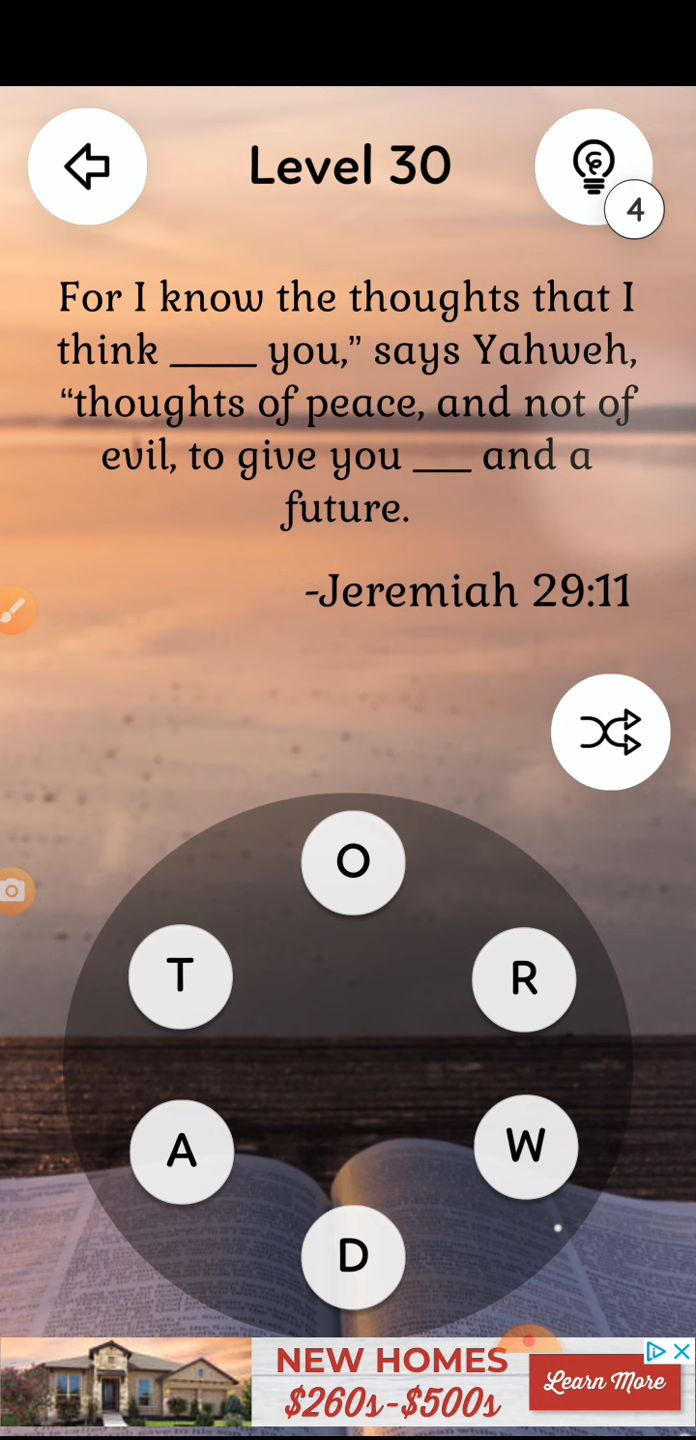 Level 30
4
For I know the thoughts that I
think _____ you,” says Yahweh,
“thoughts of peace, and not of
evil, to give you ___ and a
future.
-Jeremiah 29:11
O
T
R
A
W
D
NEW HOMES
$260s-$500s
Learn More